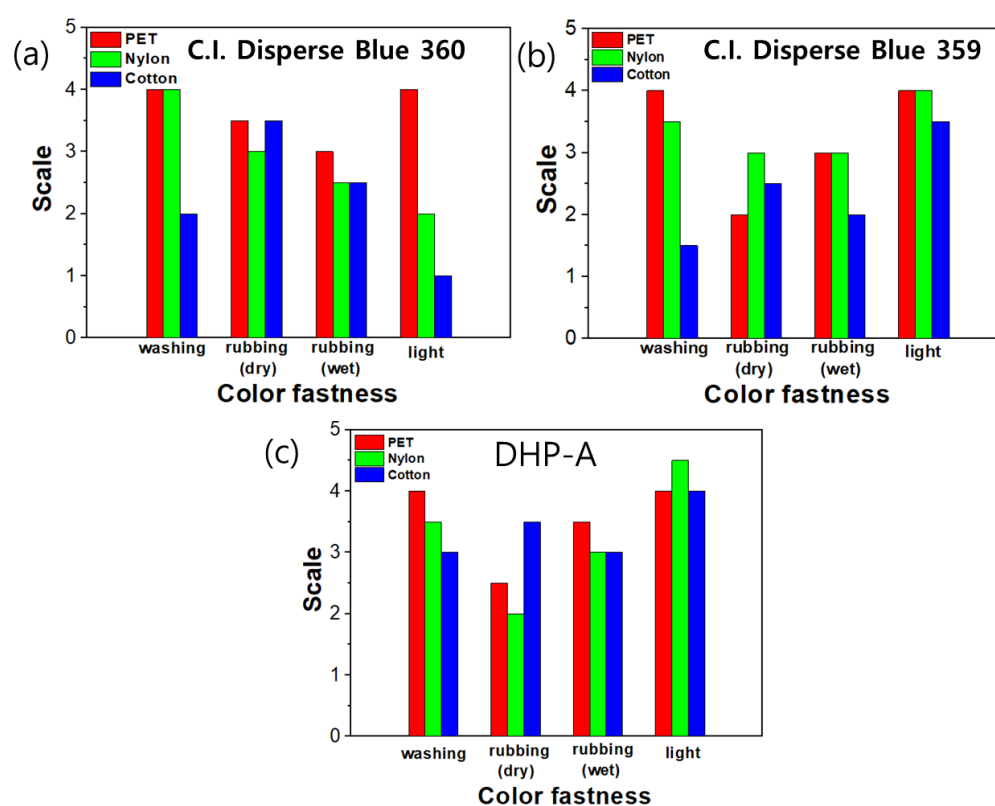 (a)
C.I. Disperse Blue 360
PET
Nylon
Cotton
5
4
3
2
1
0
Scale
washing
rubbing
(dry)
rubbing
(wet)
light
Color fastness
(b)
C.I. Disperse Blue 359
PET
Nylon
Cotton
5
4
3
2
1
0
Scale
washing
rubbing
(dry)
rubbing
(wet)
light
Color fastness
(c)
DHP-A
PET
Nylon
Cotton
5
4
3
2
1
0
Scale
washing
rubbing
(dry)
rubbing
(wet)
light
Color fastness